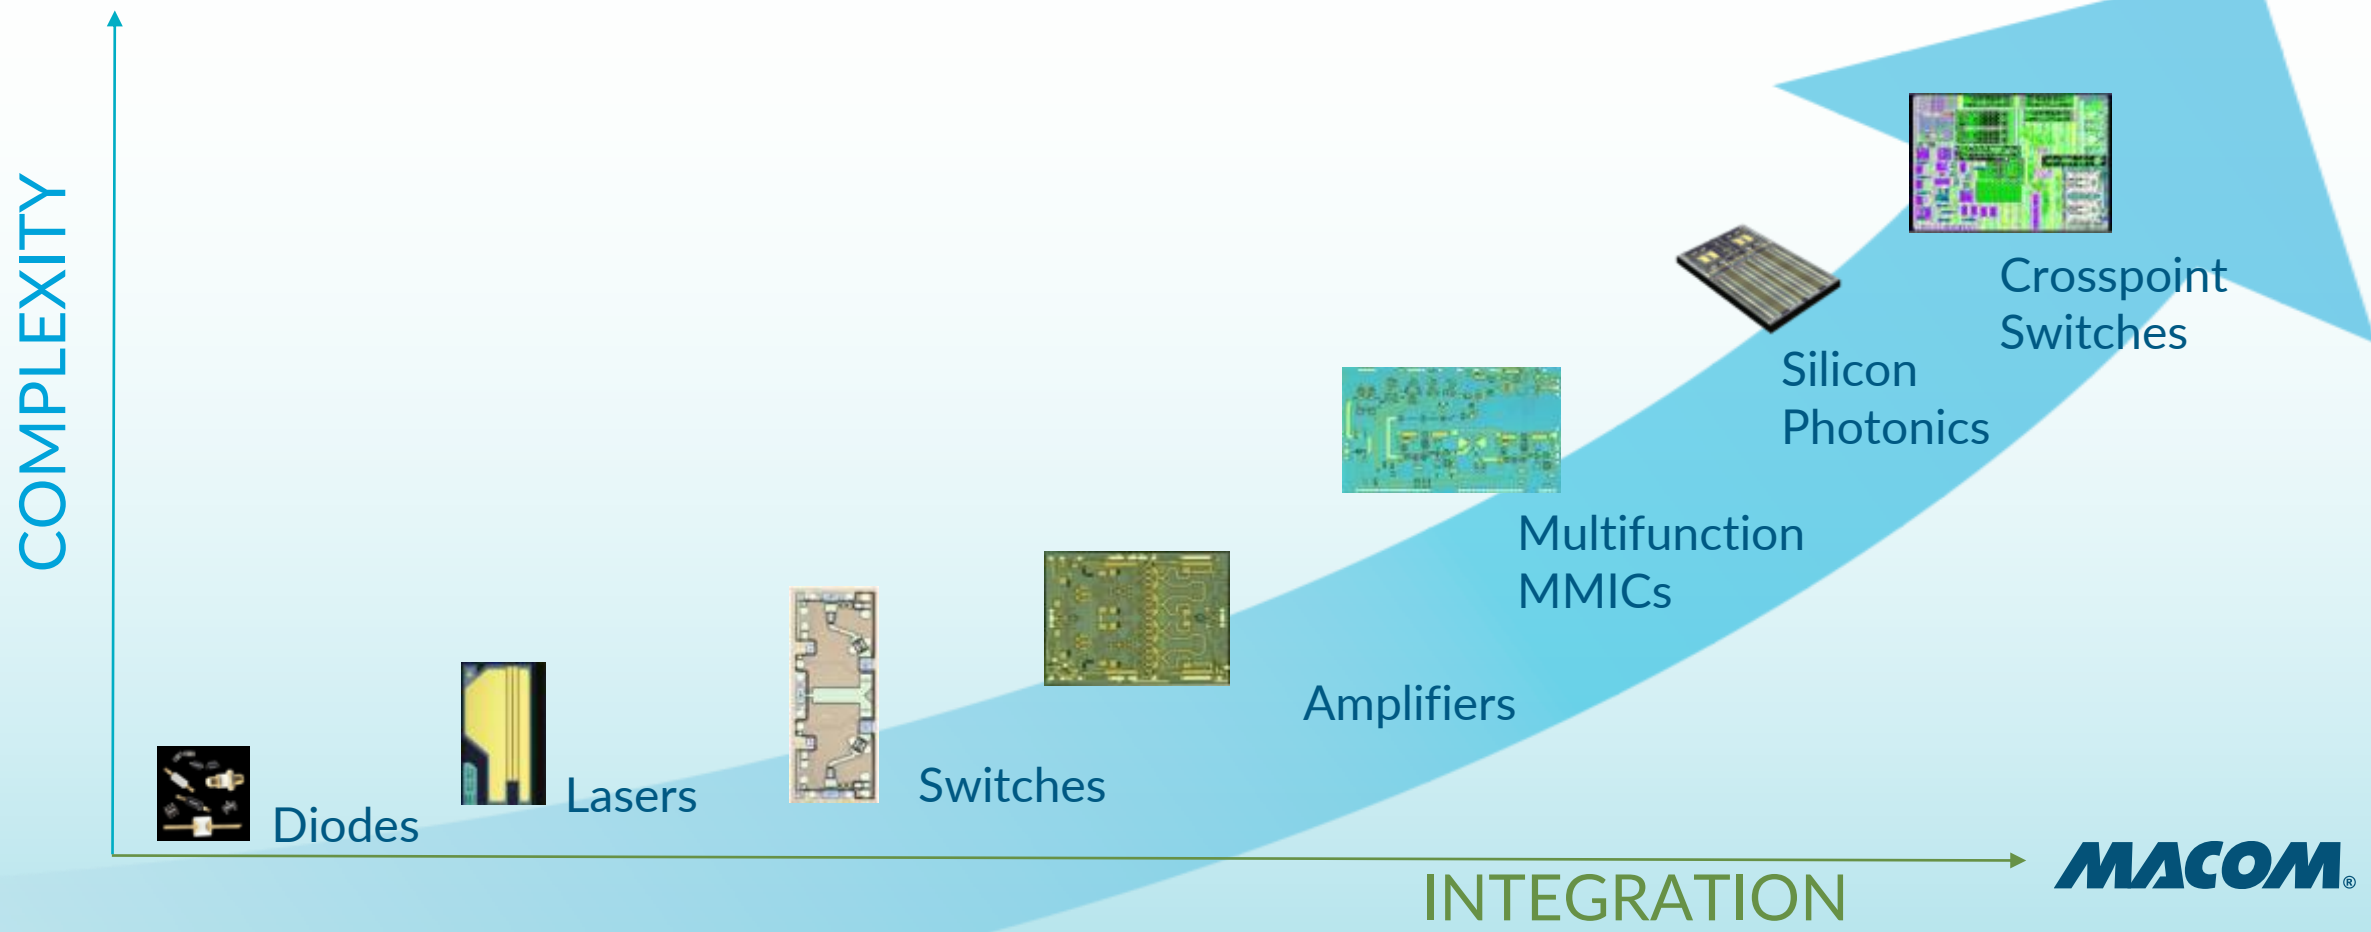 COMPLEXITY
Crosspoint
Switches
Silicon
Photonics
Multifunction
MMICs
Amplifiers
Switches
Lasers
Diodes
INTEGRATION
MACOM®